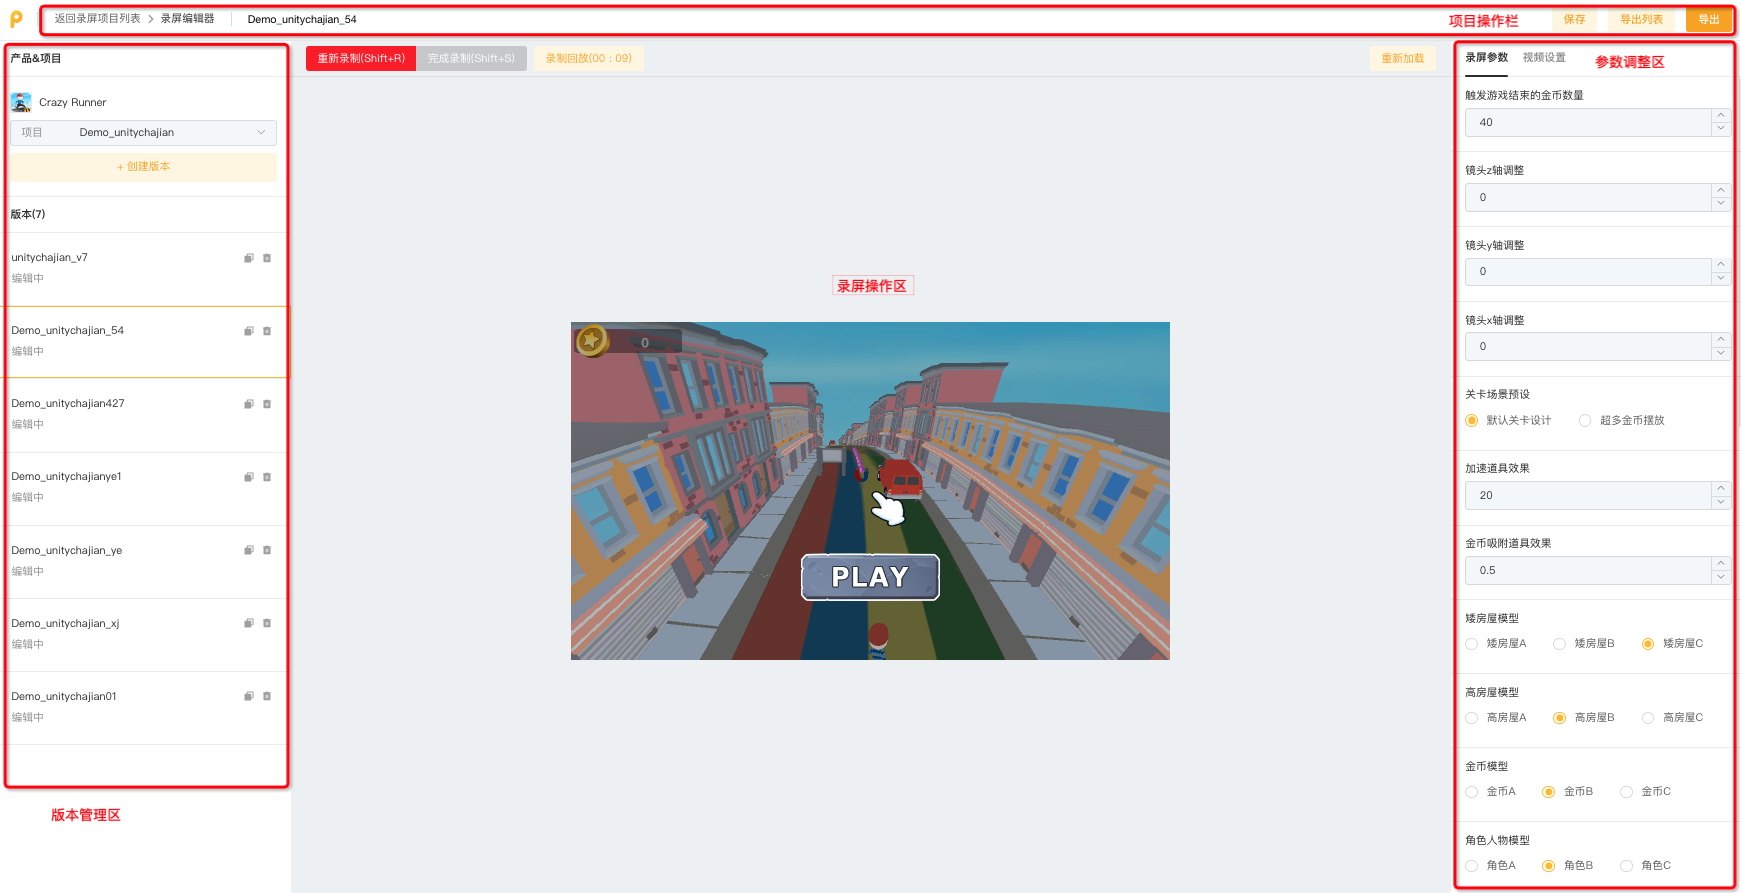 返回录屏项目列表 > 录屏编辑器 Demo_unitychajian_54
项目操作栏
保存 导出列表 导出
产品&项目
Crazy Runner
项目 Demo_unitychajian
+ 创建版本
版本(7)
unitychajian_v7
编辑中
Demo_unitychajian_54
编辑中
Demo_unitychajian427
编辑中
Demo_unitychajianye1
编辑中
Demo_unitychajian_ye
编辑中
Demo_unitychajian_xj
编辑中
Demo_unitychajian01
编辑中
版本管理区
重新录制(Shift+R) 完成录制(Shift+S) 录制回放(00 : 09) 重新加载
录屏操作区
0
PLAY
录屏参数 视频设置 参数调整区
触发游戏结束的金币数量
40
镜头z轴调整
0
镜头y轴调整
0
镜头x轴调整
0
关卡场景预设
默认关卡设计 超多金币摆放
加速道具效果
20
金币吸附道具效果
0.5
矮房屋模型
矮房屋A 矮房屋B 矮房屋C
高房屋模型
高房屋A 高房屋B 高房屋C
金币模型
金币A 金币B 金币C
角色人物模型
角色A 角色B 角色C